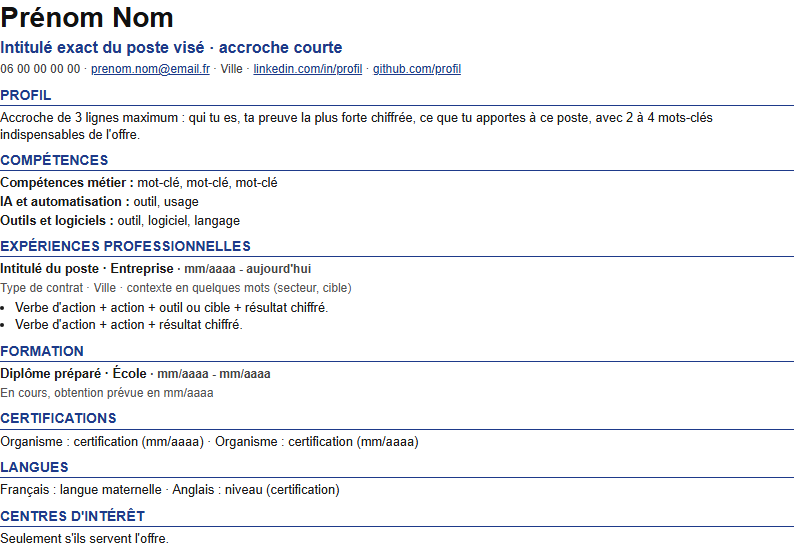 Prénom Nom
Intitulé exact du poste visé · accroche courte
06 00 00 00 00 · prenom.nom@email.fr · Ville · linkedin.com/in/profil · github.com/profil
PROFIL
Accroche de 3 lignes maximum : qui tu es, ta preuve la plus forte chiffrée, ce que tu apportes à ce poste, avec 2 à 4 mots-clés
indispensables de l'offre.
COMPÉTENCES
Compétences métier : mot-clé, mot-clé, mot-clé
IA et automatisation : outil, usage
Outils et logiciels : outil, logiciel, langage
EXPÉRIENCES PROFESSIONNELLES
Intitulé du poste · Entreprise · mm/aaaa - aujourd'hui
Type de contrat · Ville · contexte en quelques mots (secteur, cible)
• Verbe d'action + action + outil ou cible + résultat chiffré.
• Verbe d'action + action + résultat chiffré.
FORMATION
Diplôme préparé · École · mm/aaaa - mm/aaaa
En cours, obtention prévue en mm/aaaa
CERTIFICATIONS
Organisme : certification (mm/aaaa) · Organisme : certification (mm/aaaa)
LANGUES
Français : langue maternelle · Anglais : niveau (certification)
CENTRES D'INTÉRÊT
Seulement s'ils servent l'offre.